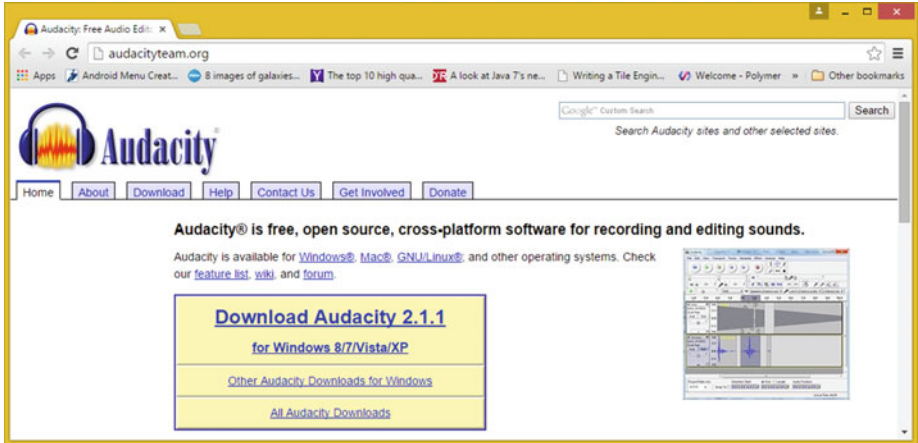 Audacity: Free Audio Edit
audacityteam.org
Apps Android Menu Creat... 8 images of galaxies... The top 10 high qua... A look at Java 7's ne... Writing a Tile Engin... Welcome - Polymer » Other bookmarks
Google™ Custom Search Search
Search Audacity sites and other selected sites.
Audacity®
Home About Download Help Contact Us Get Involved Donate
Audacity® is free, open source, cross-platform software for recording and editing sounds.
Audacity is available for Windows®, Mac®, GNU/Linux®, and other operating systems. Check
our feature list, wiki, and forum.
Download Audacity 2.1.1
for Windows 8/7/Vista/XP
Other Audacity Downloads for Windows
All Audacity Downloads